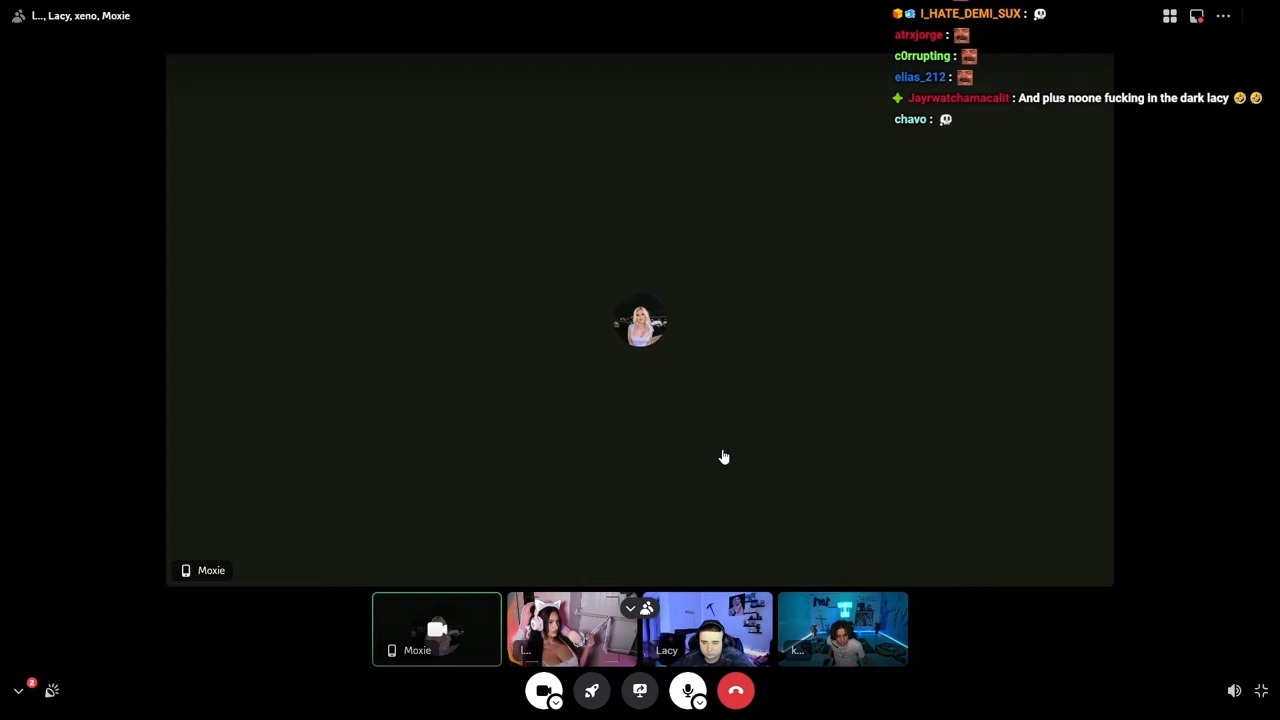 l..., Lacy, xeno, Moxie
I_HATE_DEMI_SUX :
atrxjorge :
c0rrupting :
elias_212 :
Jayrwatchamacalit : And plus noone fucking in the dark lacy 🤣 🤣
chavo :
Moxie
Moxie
l...
Lacy
k...
2